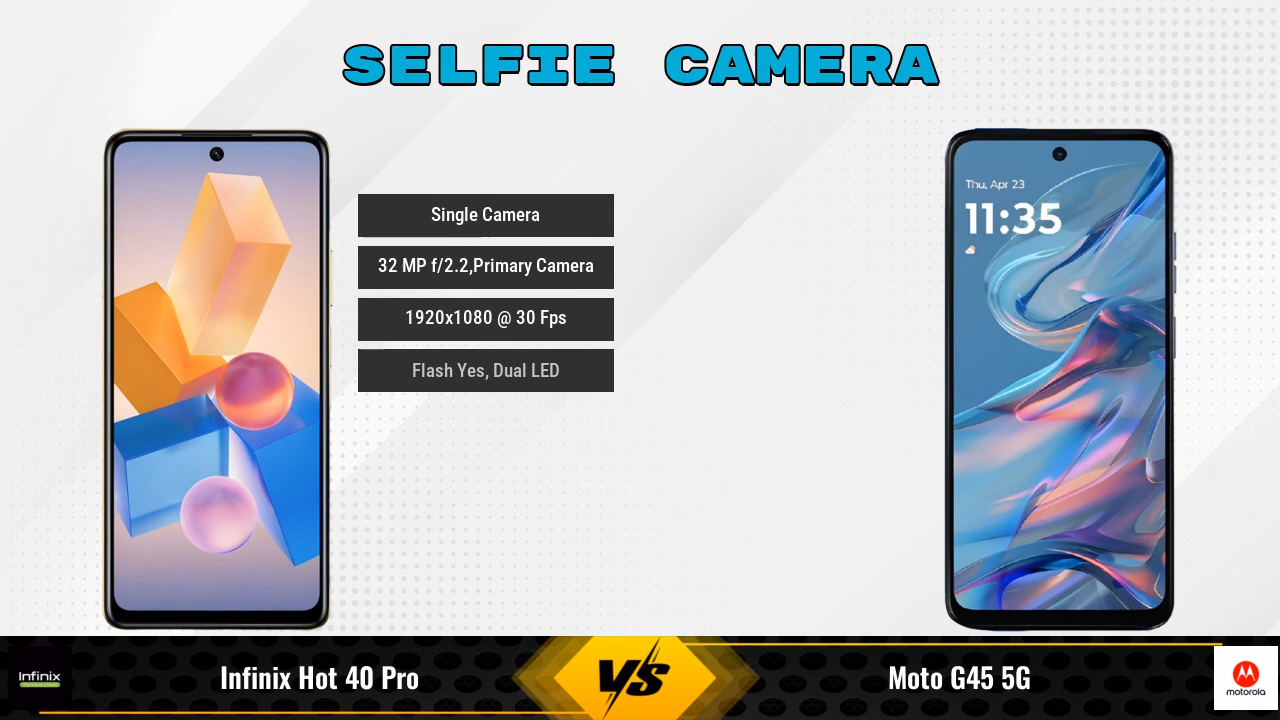 SELFIE CAMERA
Single Camera
32 MP f/2.2,Primary Camera
1920x1080 @ 30 Fps
Flash Yes, Dual LED
Thu, Apr 23
11:35
Infinix
Infinix Hot 40 Pro
VS
Moto G45 5G
motorola